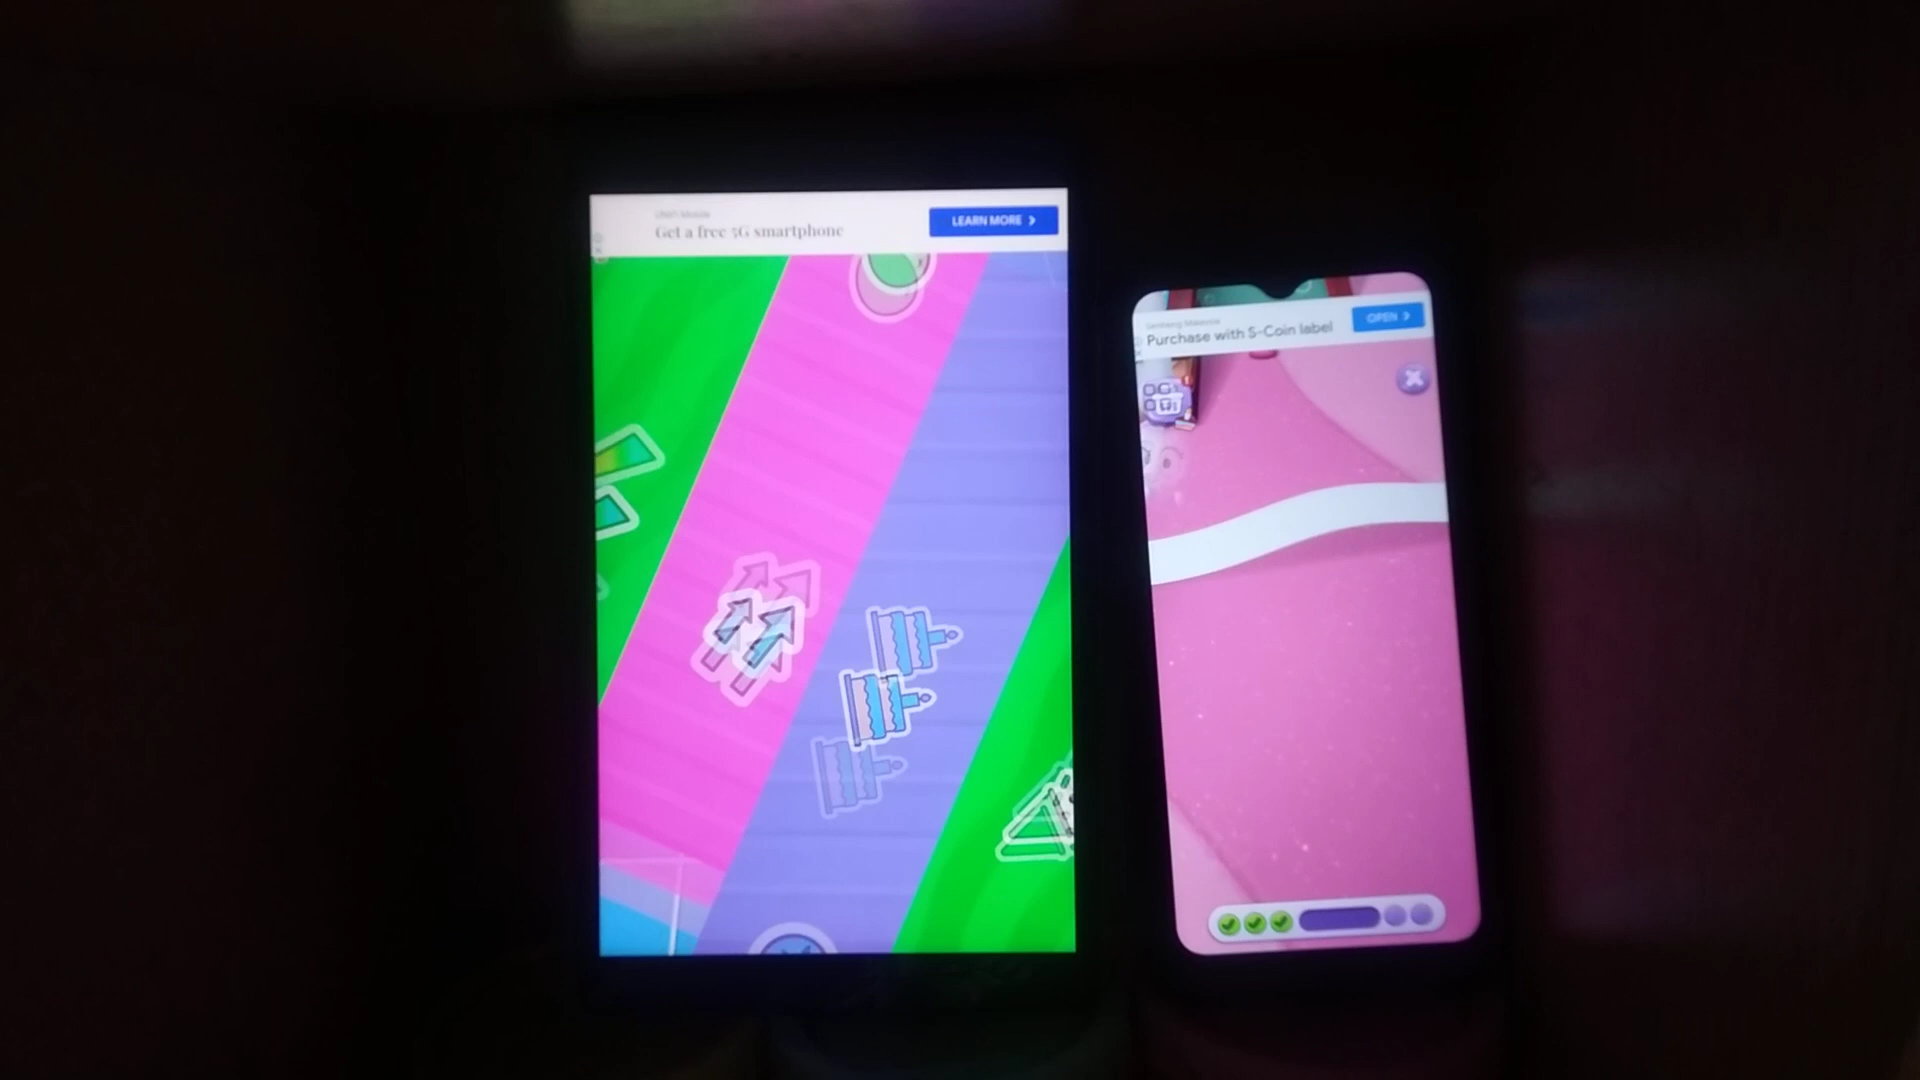 Get a free 5G smartphone
LEARN MORE
Purchase with S-Coin label
OPEN